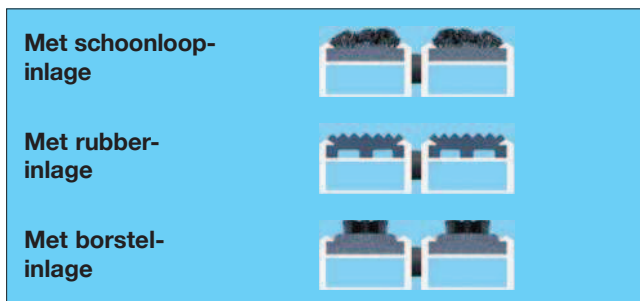 Met schoonloop-
inlage
Met rubber-
inlage
Met borstel-
inlage